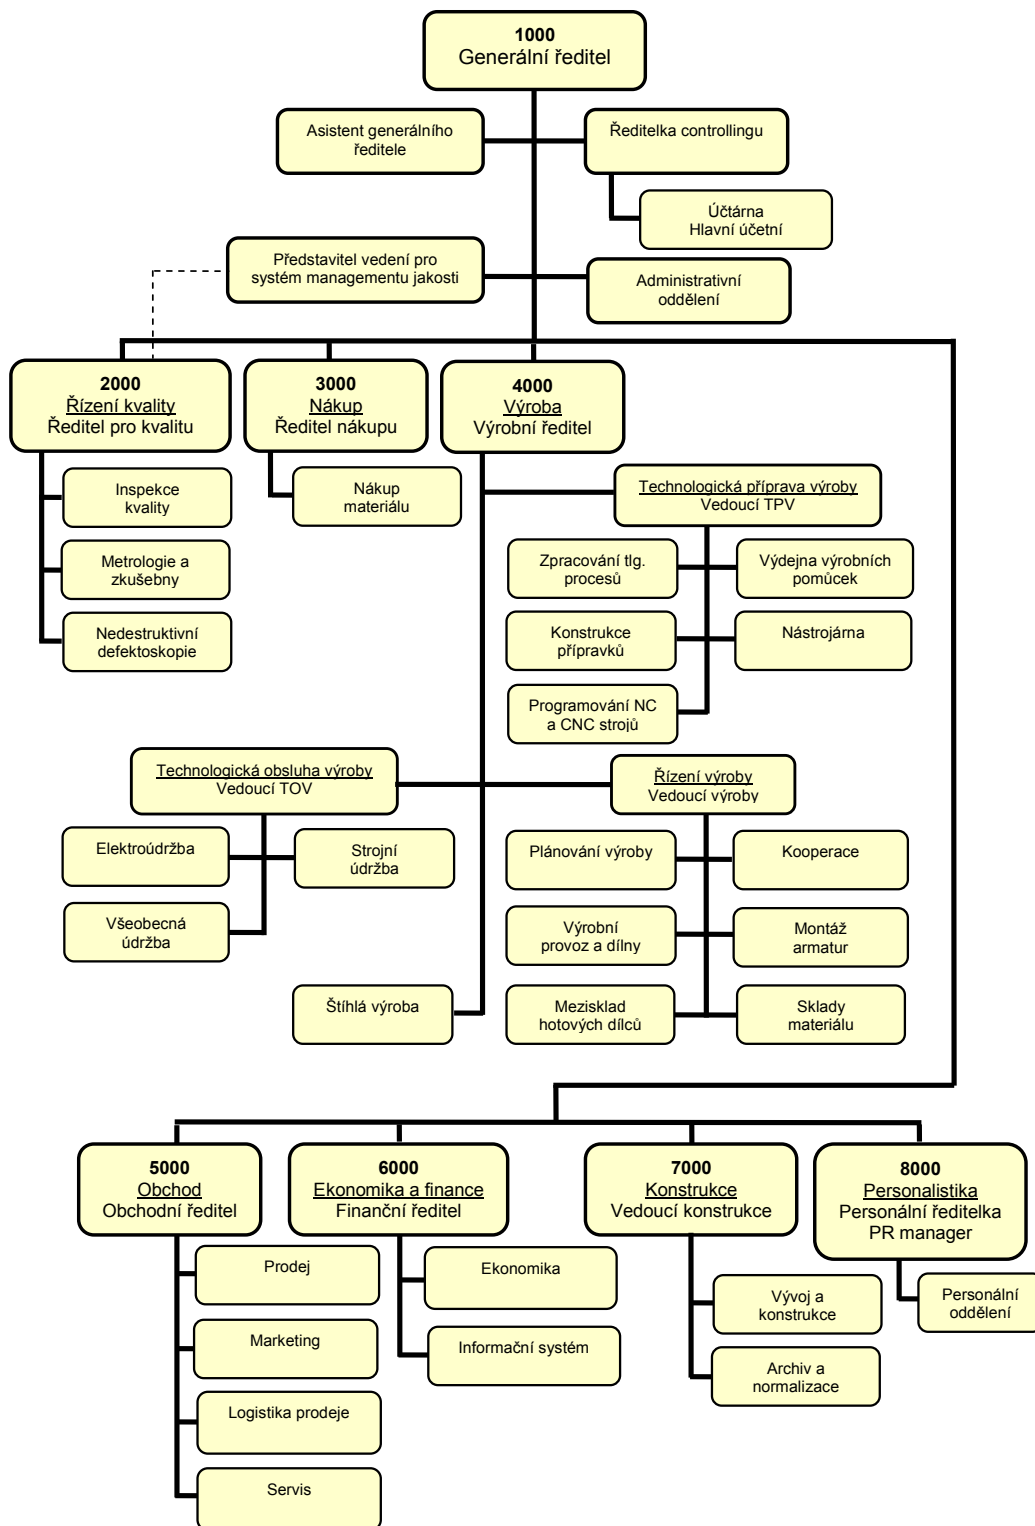 1000
Generální ředitel
Asistent generálního
ředitele
Ředitelka controllingu
Účtárna
Hlavní účetní
Představitel vedení pro
systém managementu jakosti
Administrativní
oddělení
2000
Řízení kvality
Ředitel pro kvalitu
3000
Nákup
Ředitel nákupu
4000
Výroba
Výrobní ředitel
Inspekce
kvality
Metrologie a
zkušebny
Nedestruktivní
defektoskopie
Nákup
materiálu
Technologická příprava výroby
Vedoucí TPV
Zpracování tlg.
procesů
Výdejna výrobních
pomůcek
Konstrukce
přípravků
Nástrojárna
Programování NC
a CNC strojů
Technologická obsluha výroby
Vedoucí TOV
Řízení výroby
Vedoucí výroby
Elektroúdržba
Strojní
údržba
Všeobecná
údržba
Plánování výroby
Kooperace
Výrobní
provoz a dílny
Montáž
armatur
Štíhlá výroba
Mezisklad
hotových dílců
Sklady
materiálu
5000
Obchod
Obchodní ředitel
6000
Ekonomika a finance
Finanční ředitel
7000
Konstrukce
Vedoucí konstrukce
8000
Personalistika
Personální ředitelka
PR manager
Prodej
Marketing
Logistika prodeje
Servis
Ekonomika
Informační systém
Vývoj a
konstrukce
Archiv a
normalizace
Personální
oddělení